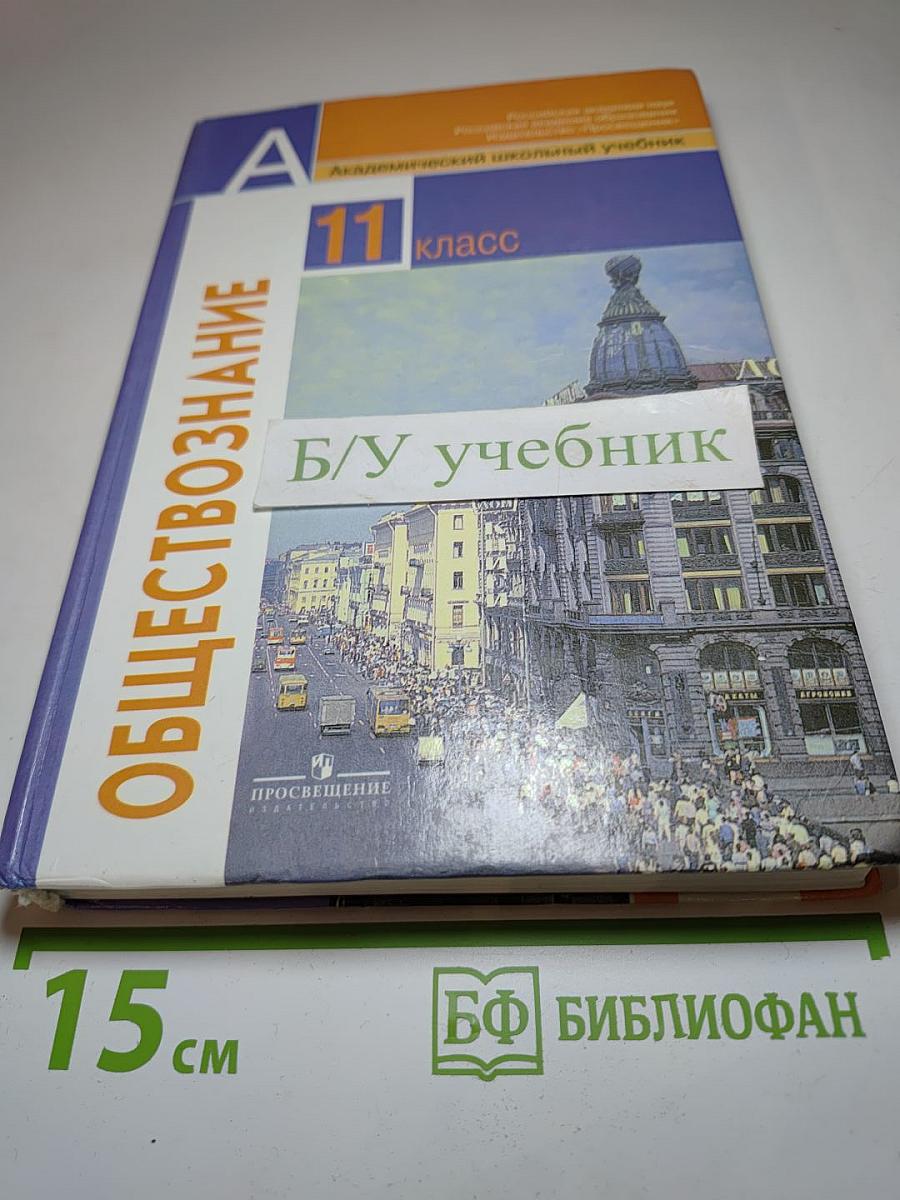 Российская академия наук
Российская академия образования
Издательство «Просвещение»
Академический школьный учебник
А
11 класс
ОБЩЕСТВОЗНАНИЕ
Б/У учебник
ПРОСВЕЩЕНИЕ
ИЗДАТЕЛЬСТВО
15 см
БФ БИБЛИОФАН